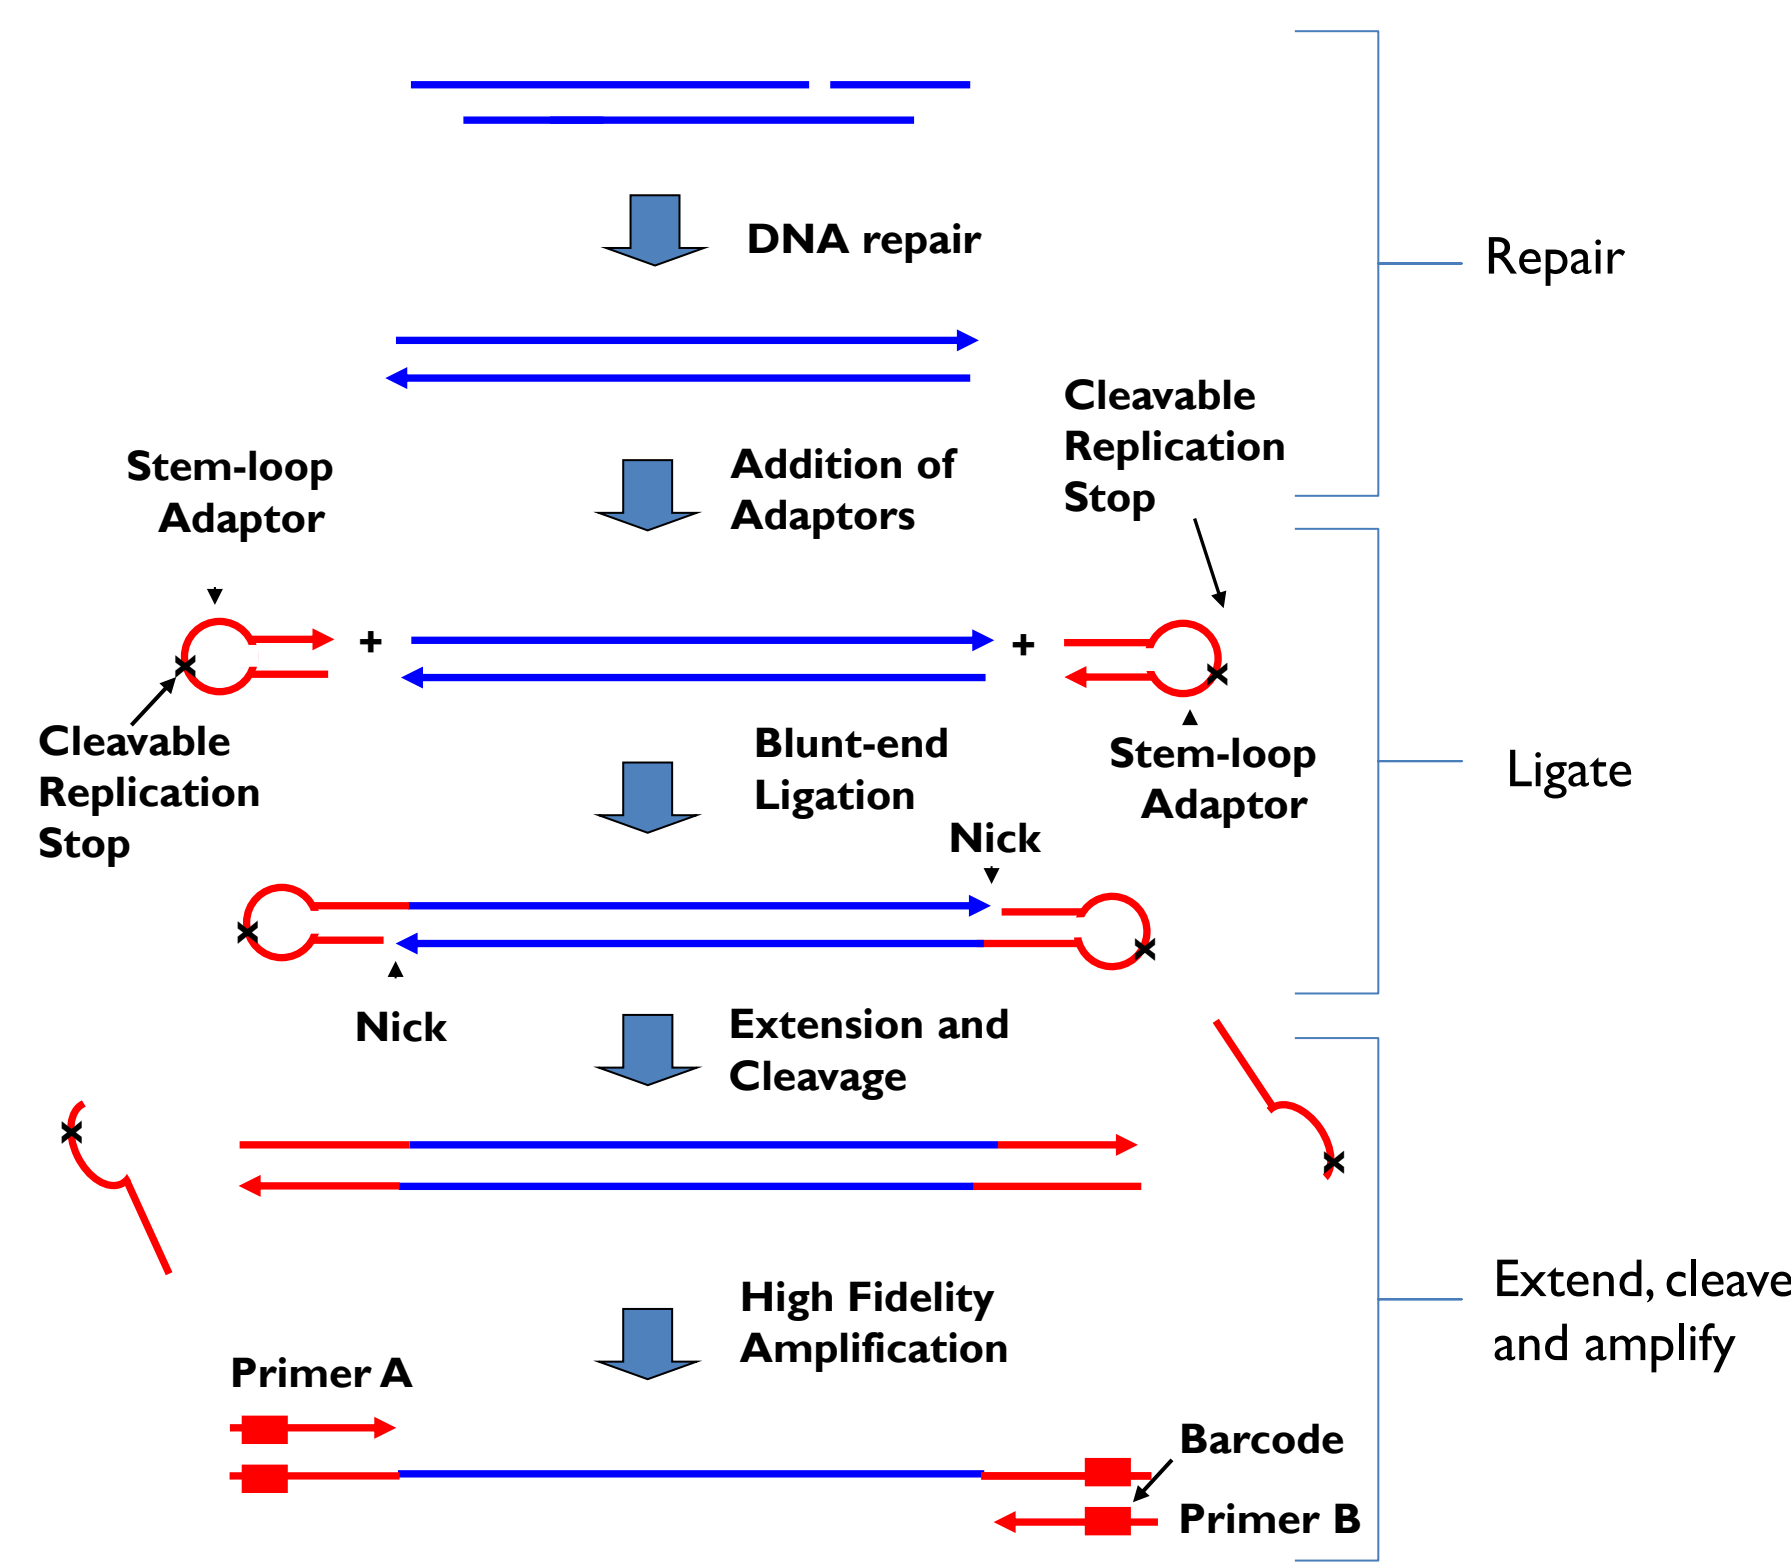 DNA repair
Repair
Cleavable
Replication
Stop
Stem-loop
Adaptor
Addition of
Adaptors
+
+
Cleavable
Replication
Stop
Blunt-end
Ligation
Stem-loop
Adaptor
Ligate
Nick
Nick
Extension and
Cleavage
High Fidelity
Amplification
Extend, cleave
and amplify
Primer A
Barcode
Primer B